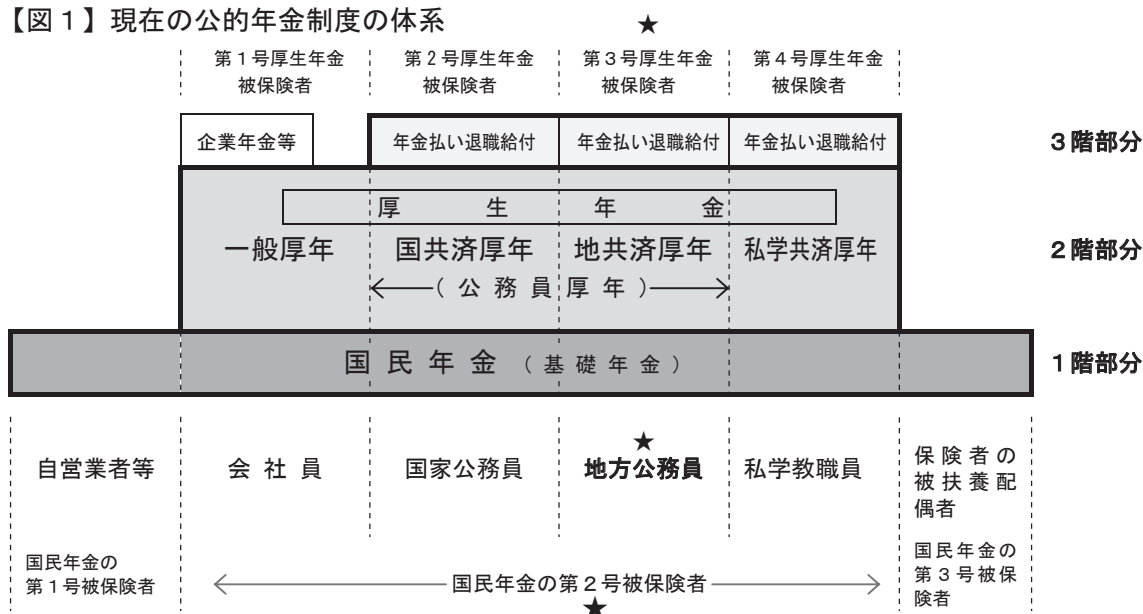 【図1】現在の公的年金制度の体系
★
第1号厚生年金
被保険者
第2号厚生年金
被保険者
第3号厚生年金
被保険者
第4号厚生年金
被保険者
企業年金等
年金払い退職給付
年金払い退職給付
年金払い退職給付
3階部分
厚生年金
一般厚年
国共済厚年
地共済厚年
私学共済厚年
2階部分
(公務員厚年)
国民年金(基礎年金)
1階部分
自営業者等
会社員
国家公務員
★
地方公務員
私学教職員
保険者の
被扶養配
偶者
国民年金の
第1号被保険者
国民年金の第2号被保険者
★
国民年金の
第3号被保
険者